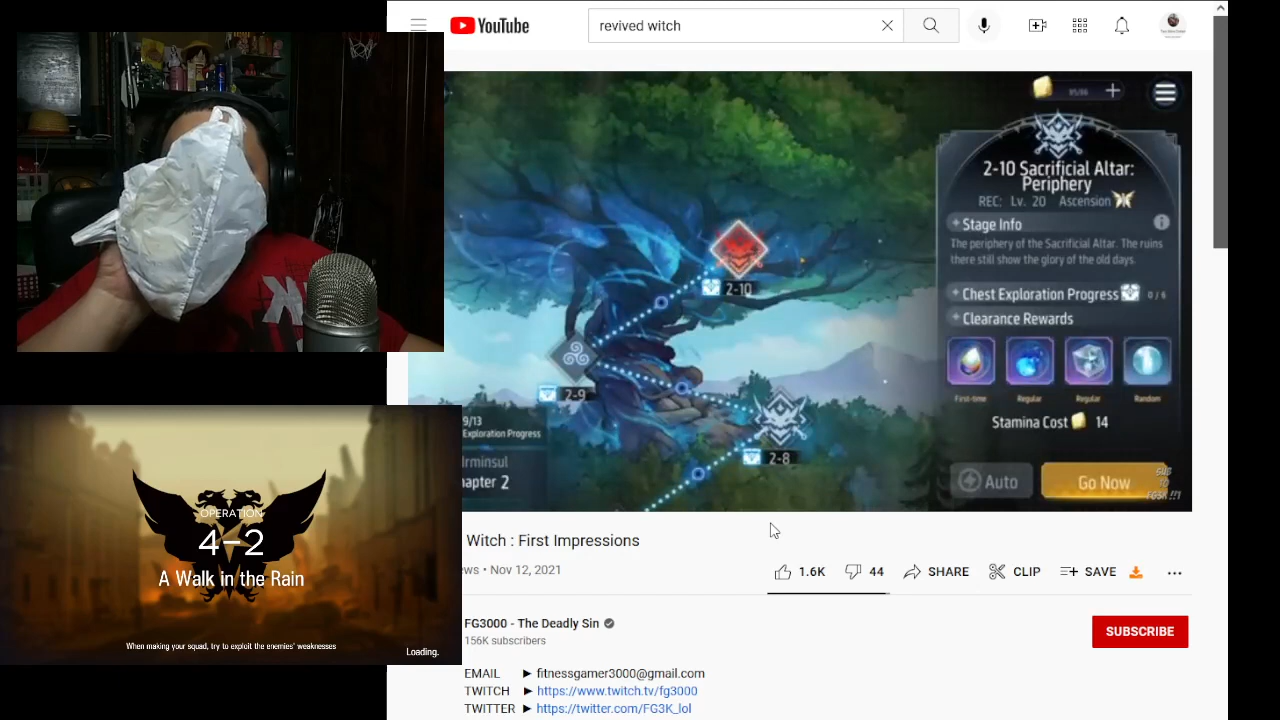 YouTube
revived witch
91/86
2-10 Sacrificial Altar:
Periphery
REC: Lv. 20 Ascension
Stage Info
The periphery of the Sacrificial Altar. The ruins
there still show the glory of the old days.
Chest Exploration Progress 0 / 6
Clearance Rewards
First-time Regular Regular Random
Stamina Cost 14
Auto Go Now
SUB
TO
FG3K !!1
2-10
2-9
2-8
9/13
Exploration Progress
Irminsul
hapter 2
OPERATION
4-2
A Walk in the Rain
When making your squad, try to exploit the enemies' weaknesses
Loading.
Witch : First Impressions
ews • Nov 12, 2021
1.6K 44 SHARE CLIP SAVE
FG3000 - The Deadly Sin
156K subscribers
SUBSCRIBE
EMAIL ► fitnessgamer3000@gmail.com
TWITCH ► https://www.twitch.tv/fg3000
TWITTER ► https://twitter.com/FG3K_lol